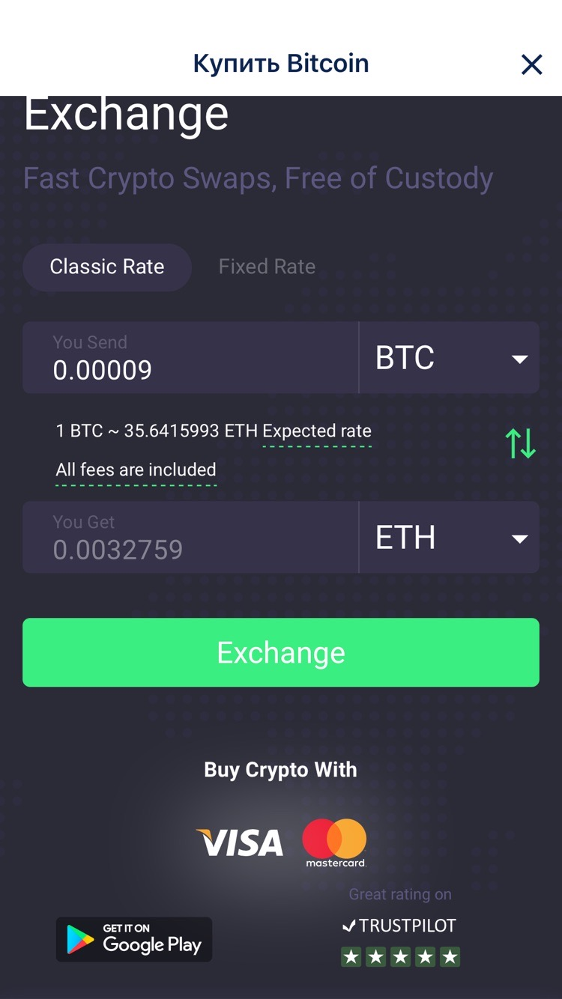 Купить Bitcoin
Exchange
Fast Crypto Swaps, Free of Custody
Classic Rate
Fixed Rate
You Send
0.00009
BTC
1 BTC ~ 35.6415993 ETH Expected rate
All fees are included
You Get
0.0032759
ETH
Exchange
Buy Crypto With
VISA
mastercard.
Great rating on
TRUSTPILOT
GET IT ON
Google Play